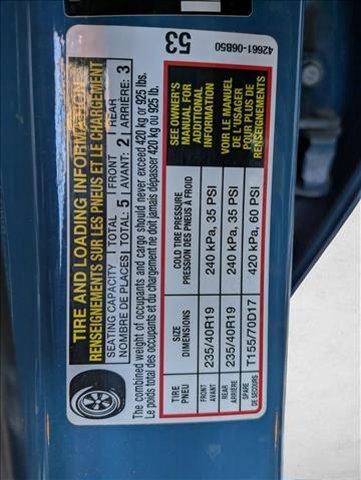 TIRE AND LOADING INFORMATION
RENSEIGNEMENTS SUR LES PNEUS ET LE CHARGEMENT
SEATING CAPACITY | TOTAL | FRONT | REAR
NOMBRE DE PLACES | TOTAL: 5 | AVANT: 2 | ARRIÈRE: 3
The combined weight of occupants and cargo should never exceed 420 kg or 925 lbs.
Le poids total des occupants et du chargement ne doit jamais dépasser 420 kg ou 925 lb.
TIRE
PNEU
SIZE
DIMENSIONS
COLD TIRE PRESSURE
PRESSION DES PNEUS À FROID
SEE OWNER'S
MANUAL FOR
ADDITIONAL
INFORMATION
VOIR LE MANUEL
DE L'USAGER
POUR PLUS DE
RENSEIGNEMENTS
FRONT
AVANT
235/40R19
240 kPa, 35 PSI
REAR
ARRIÈRE
235/40R19
240 kPa, 35 PSI
SPARE
DE SECOURS
T155/70D17
420 kPa, 60 PSI
53
42661-06B50